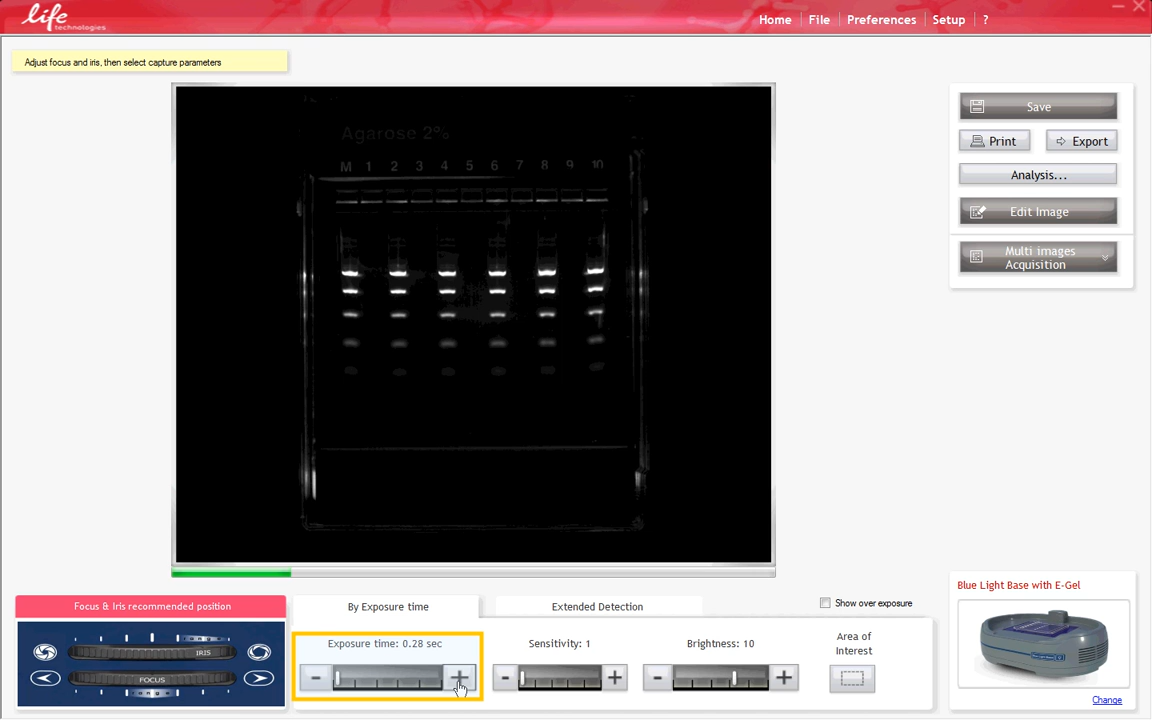 life
technologies
Home File Preferences Setup ?
Adjust focus and iris, then select capture parameters
Agarose 2%
M 1 2 3 4 5 6 7 8 9 10
Save
Print Export
Analysis...
Edit Image
Multi images
Acquisition
Focus & Iris recommended position
IRIS
FOCUS
By Exposure time Extended Detection
Show over exposure
Exposure time: 0.28 sec
Sensitivity: 1
Brightness: 10
Area of
Interest
- +
- +
- +
Blue Light Base with E-Gel
Change